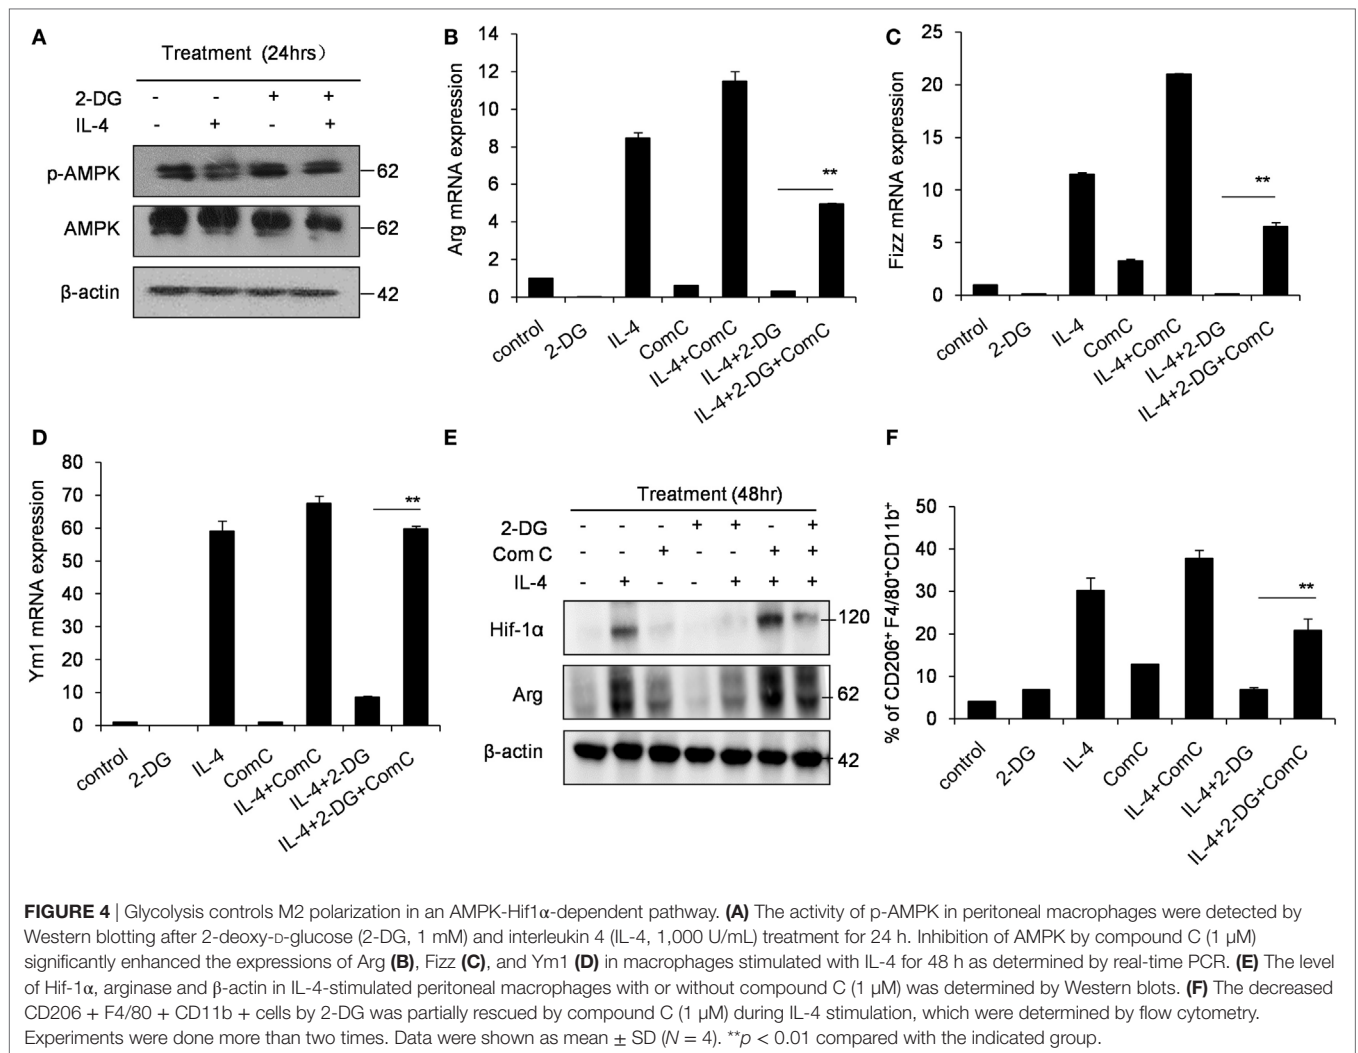 A
Treatment (24hrs)
2-DG - - + +
IL-4 - + - +
p-AMPK 62
AMPK 62
β-actin 42
B
Arg mRNA expression
14
12
10
8
6
4
2
0
**
control
2-DG
IL-4
ComC
IL-4+ComC
IL-4+2-DG
IL-4+2-DG+ComC
C
Fizz mRNA expression
25
20
15
10
5
0
**
control
2-DG
IL-4
ComC
IL-4+ComC
IL-4+2-DG
IL-4+2-DG+ComC
D
Ym1 mRNA expression
80
70
60
50
40
30
20
10
0
**
control
2-DG
IL-4
ComC
IL-4+ComC
IL-4+2-DG
IL-4+2-DG+ComC
E
Treatment (48hr)
2-DG - - - + + - +
Com C - - + - - + +
IL-4 - + - - + + +
Hif-1α 120
Arg 62
β-actin 42
F
% of CD206⁺ F4/80⁺CD11b⁺
50
40
30
20
10
0
**
control
2-DG
IL-4
ComC
IL-4+ComC
IL-4+2-DG
IL-4+2-DG+ComC
FIGURE 4 | Glycolysis controls M2 polarization in an AMPK-Hif1α-dependent pathway. (A) The activity of p-AMPK in peritoneal macrophages were detected by
Western blotting after 2-deoxy-D-glucose (2-DG, 1 mM) and interleukin 4 (IL-4, 1,000 U/mL) treatment for 24 h. Inhibition of AMPK by compound C (1 μM)
significantly enhanced the expressions of Arg (B), Fizz (C), and Ym1 (D) in macrophages stimulated with IL-4 for 48 h as determined by real-time PCR. (E) The level
of Hif-1α, arginase and β-actin in IL-4-stimulated peritoneal macrophages with or without compound C (1 μM) was determined by Western blots. (F) The decreased
CD206 + F4/80 + CD11b + cells by 2-DG was partially rescued by compound C (1 μM) during IL-4 stimulation, which were determined by flow cytometry.
Experiments were done more than two times. Data were shown as mean ± SD (N = 4). **p < 0.01 compared with the indicated group.